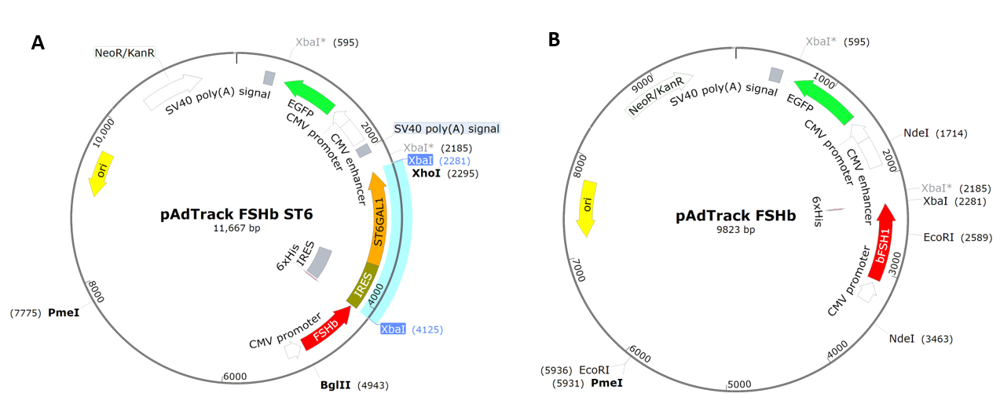 A
XbaI* (595)
NeoR/KanR
SV40 poly(A) signal
EGFP
CMV promoter
CMV enhancer
2000
SV40 poly(A) signal
XbaI* (2185)
XbaI (2281)
XhoI (2295)
10,000
ori
pAdTrack FSHb ST6
11,667 bp
ST6GAL1
6xHis
IRES
IRES
4000
8000
(7775) PmeI
XbaI (4125)
CMV promoter
FSHb
6000
BglII (4943)
B
XbaI* (595)
9000
NeoR/KanR
SV40 poly(A) signal
1000
EGFP
CMV promoter
CMV enhancer
NdeI (1714)
2000
8000
XbaI* (2185)
XbaI (2281)
ori
pAdTrack FSHb
9823 bp
6xHis
EcoRI (2589)
bFSH1
3000
7000
CMV promoter
NdeI (3463)
4000
6000
(5936) EcoRI
(5931) PmeI
5000